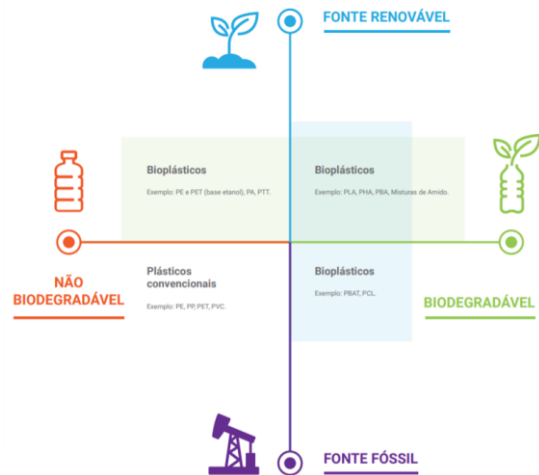 FONTE RENOVÁVEL
Bioplásticos
Exemplo: PE e PET (base etanol), PA, PTT.
Bioplásticos
Exemplo: PLA, PHA, PBA, Misturas de Amido.
NÃO
BIODEGRADÁVEL
Plásticos
convencionais
Exemplo: PE, PP, PET, PVC.
Bioplásticos
Exemplo: PBAT, PCL.
BIODEGRADÁVEL
FONTE FÓSSIL